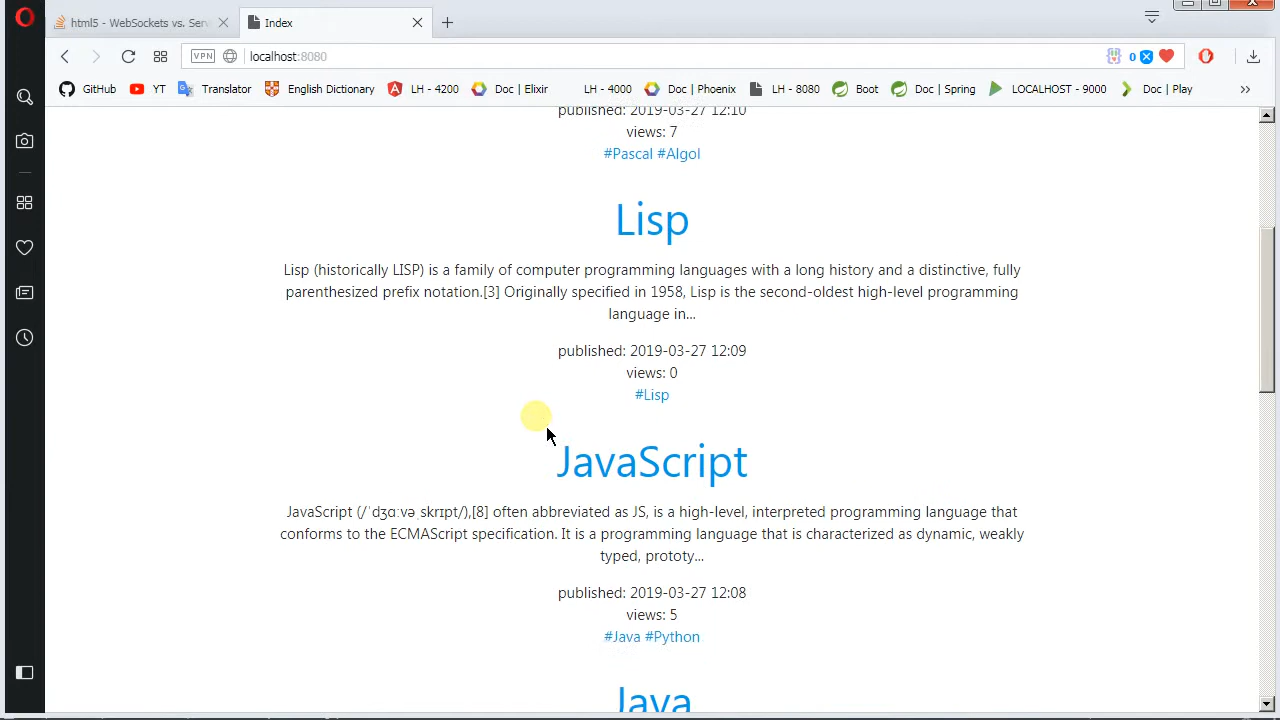 html5 - WebSockets vs. Serv
Index
VPN
localhost:8080
0
GitHub
YT
Translator
English Dictionary
LH - 4200
Doc | Elixir
LH - 4000
Doc | Phoenix
LH - 8080
Boot
Doc | Spring
LOCALHOST - 9000
Doc | Play
published: 2019-03-27 12:10
views: 7
#Pascal #Algol
Lisp
Lisp (historically LISP) is a family of computer programming languages with a long history and a distinctive, fully
parenthesized prefix notation.[3] Originally specified in 1958, Lisp is the second-oldest high-level programming
language in...
published: 2019-03-27 12:09
views: 0
#Lisp
JavaScript
JavaScript (/ˈdʒɑːvəˌskrɪpt/),[8] often abbreviated as JS, is a high-level, interpreted programming language that
conforms to the ECMAScript specification. It is a programming language that is characterized as dynamic, weakly
typed, prototy...
published: 2019-03-27 12:08
views: 5
#Java #Python
Java